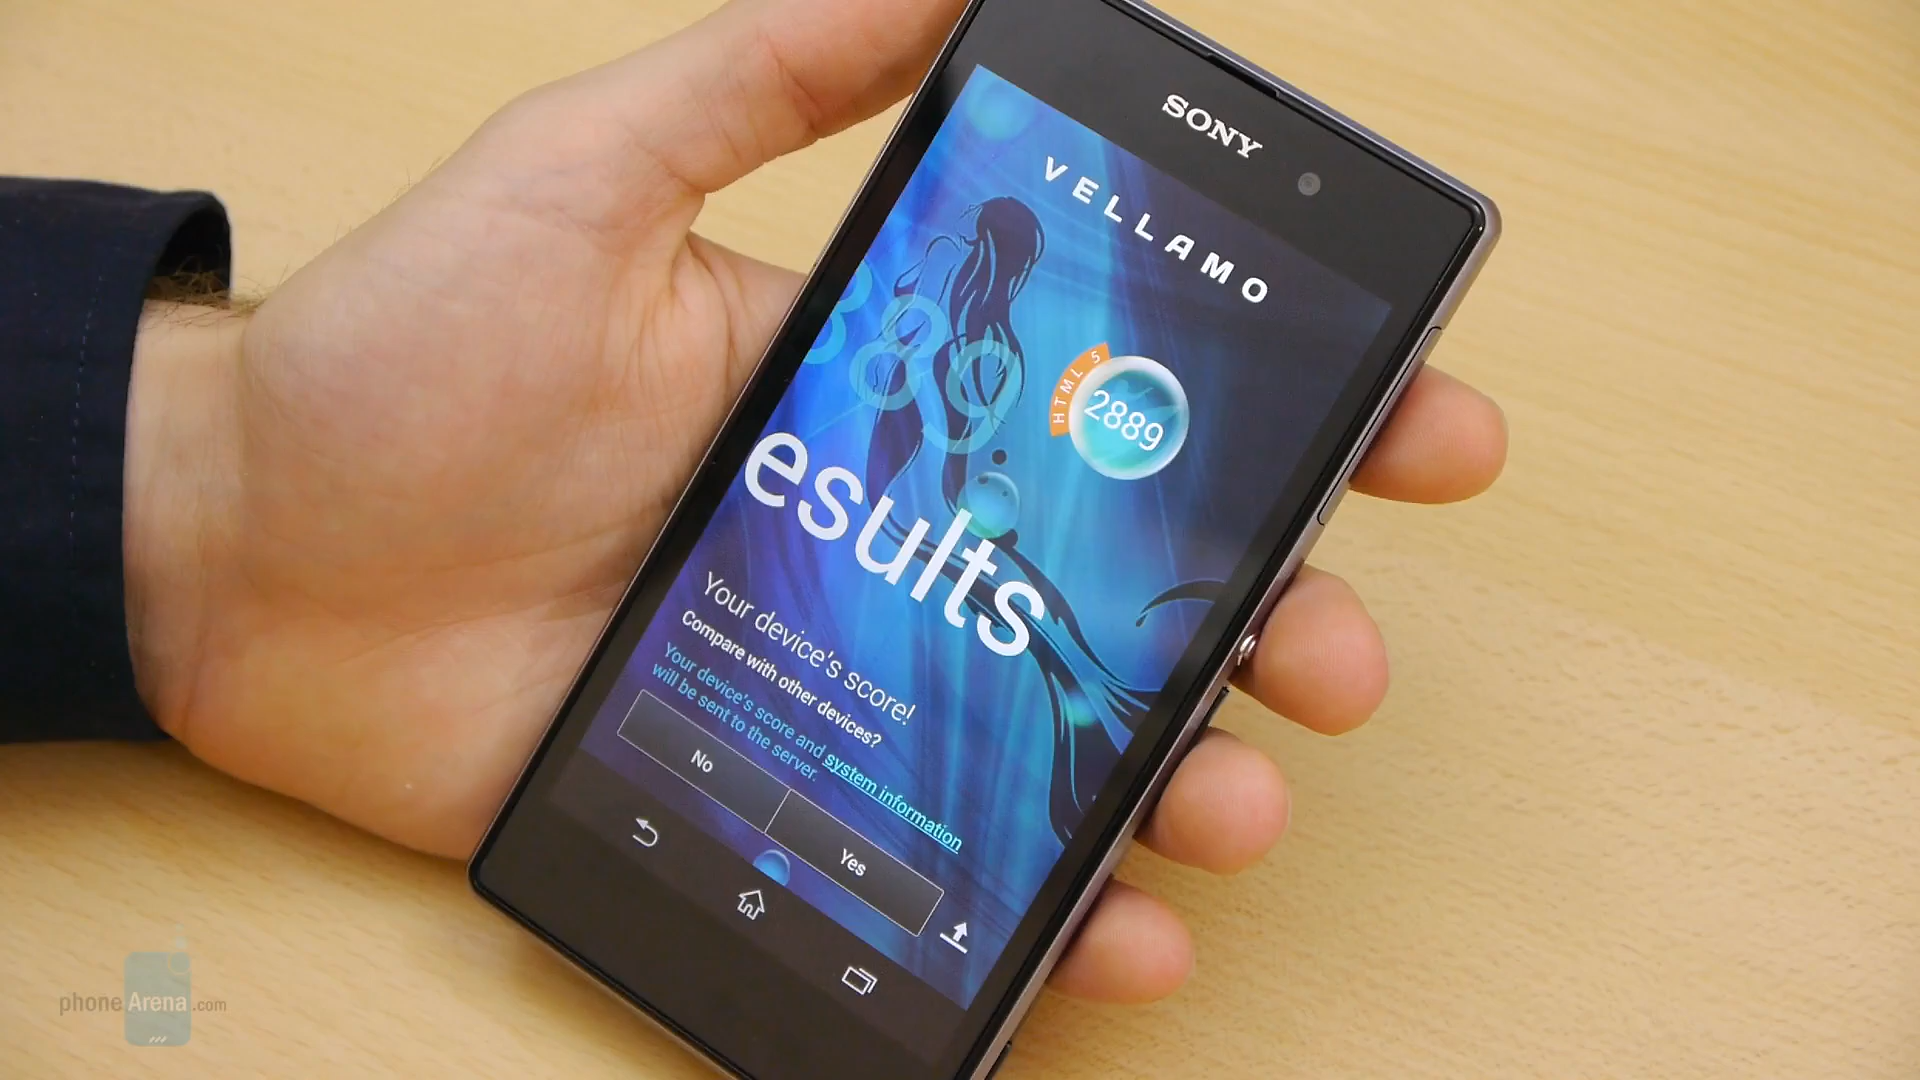 SONY
VELLAMO
HTML 5
2889
889
esults
Your device's score!
Compare with other devices?
Your device's score and system information
will be sent to the server.
No
Yes
phoneArena.com